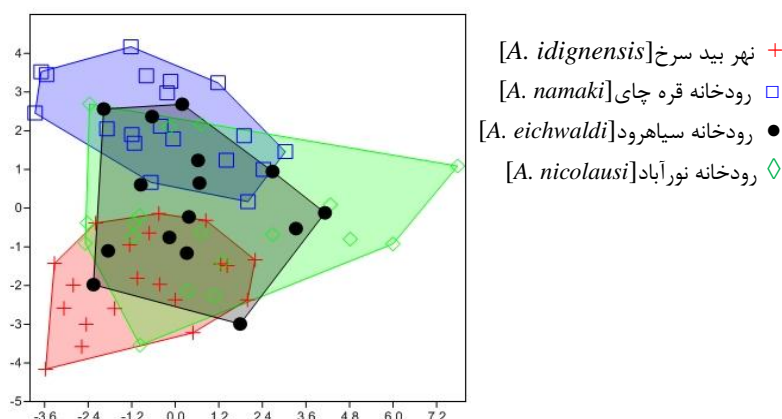 نهر بید سرخ[A. idignensis]
رودخانه قره چای[A. namaki]
رودخانه سیاهرود[A. eichwaldi]
رودخانه نورآباد[A. nicolausi]
4
3
2
1
0
-1
-2
-3
-4
-5
-3.6 -2.4 -1.2 0.0 1.2 2.4 3.6 4.8 6.0 7.2